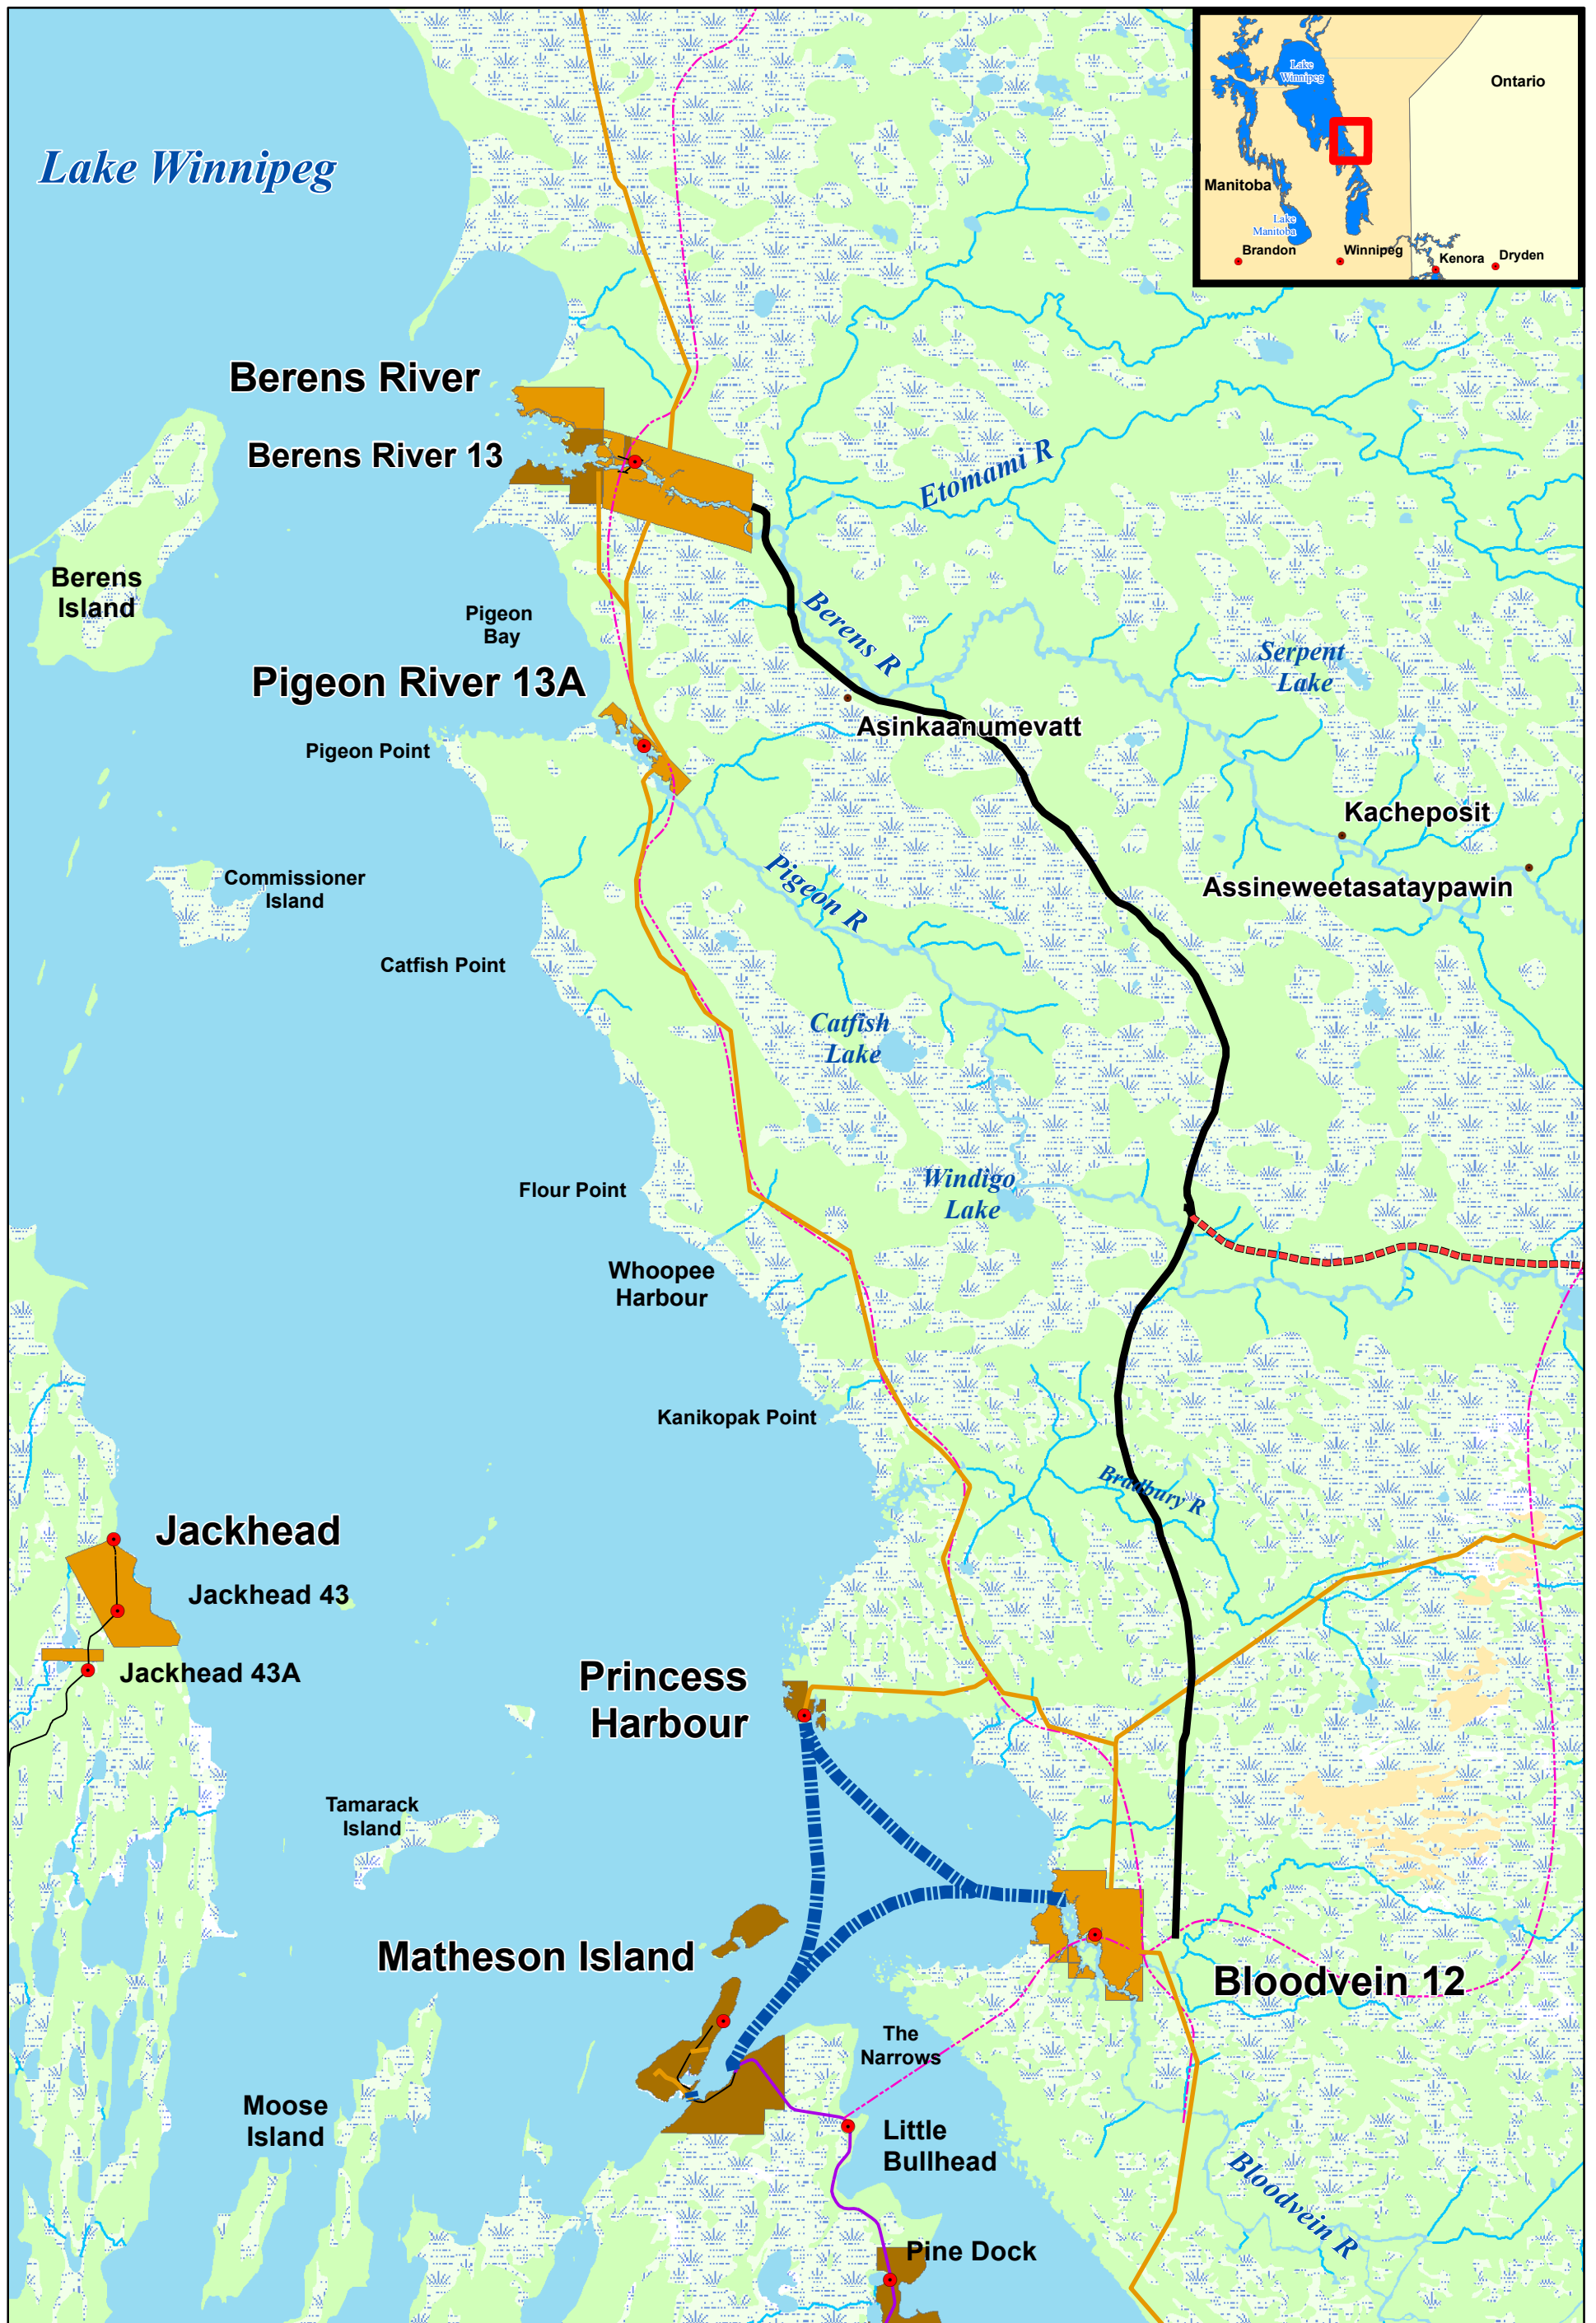 Lake
Winnipeg
Ontario
Manitoba
Lake
Manitoba
Brandon
Winnipeg
Kenora
Dryden
Lake Winnipeg
Berens River
Berens River 13
Etomami R
Berens
Island
Pigeon
Bay
Berens R
Serpent
Lake
Pigeon River 13A
Asinkaanumevatt
Pigeon Point
Kacheposit
Pigeon R
Commissioner
Island
Assineweetasataypawin
Catfish Point
Catfish
Lake
Flour Point
Windigo
Lake
Whoopee
Harbour
Kanikopak Point
Bradbury R
Jackhead
Jackhead 43
Jackhead 43A
Princess
Harbour
Tamarack
Island
Matheson Island
Bloodvein 12
The
Narrows
Moose
Island
Little
Bullhead
Bloodvein R
Pine Dock